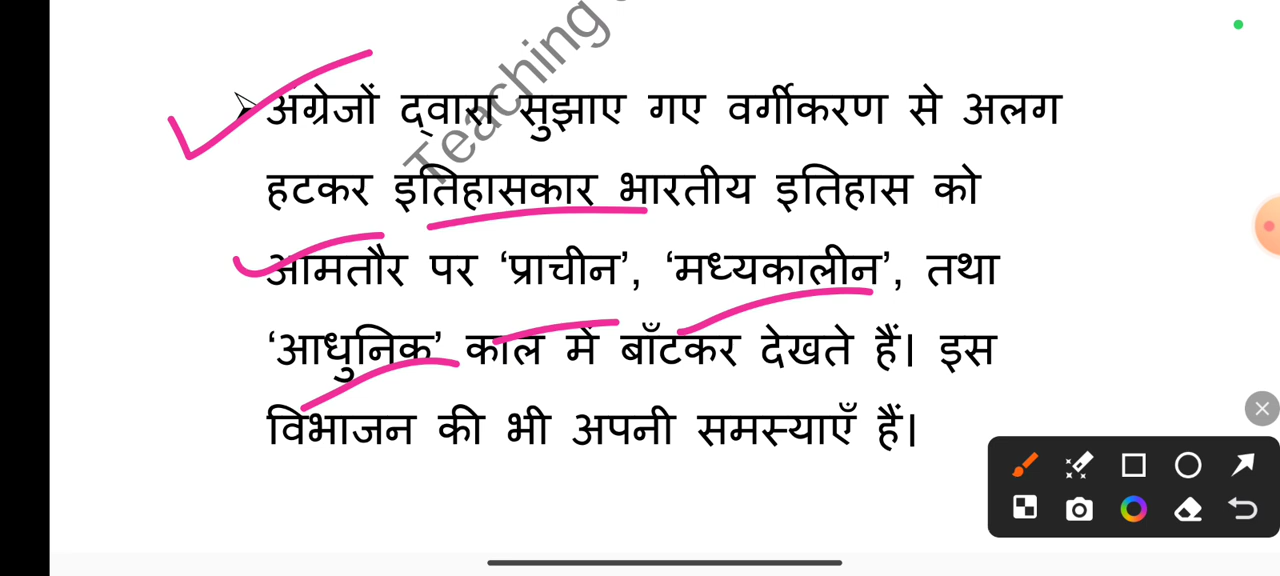 Teaching
अंग्रेजों द्वारा सुझाए गए वर्गीकरण से अलग
हटकर इतिहासकार भारतीय इतिहास को
आमतौर पर ‘प्राचीन’, ‘मध्यकालीन’, तथा
‘आधुनिक’ काल में बाँटकर देखते हैं। इस
विभाजन की भी अपनी समस्याएँ हैं।